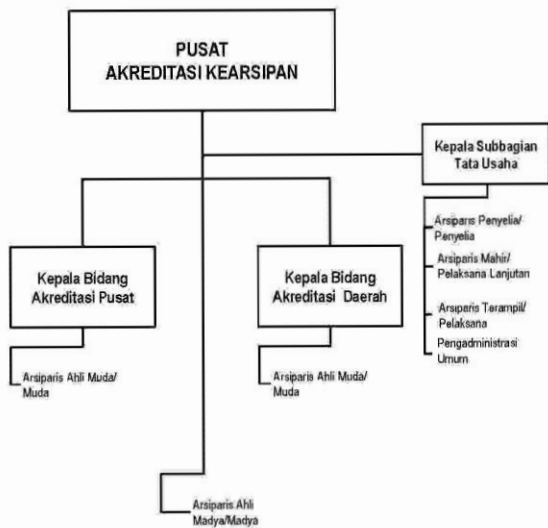 PUSAT
AKREDITASI KEARSIPAN
Kepala Subbagian
Tata Usaha
Arsiparis Penyelia/
Penyelia
Arsiparis Mahir/
Pelaksana Lanjutan
Arsiparis Terampil/
Pelaksana
Pengadministrasi
Umum
Kepala Bidang
Akreditasi Pusat
Kepala Bidang
Akreditasi Daerah
Arsiparis Ahli Muda/
Muda
Arsiparis Ahli Muda/
Muda
Arsiparis Ahli
Madya/Madya